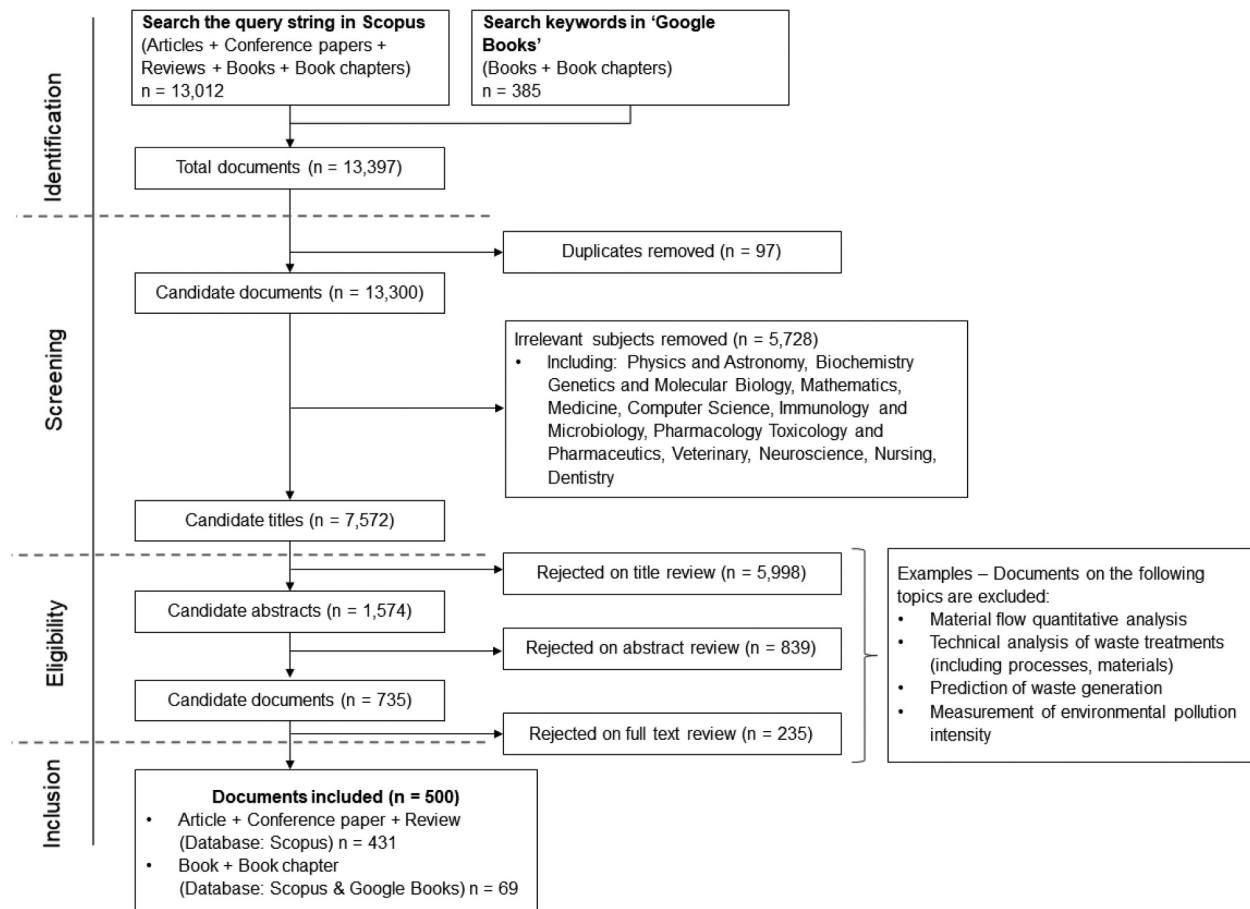 Identification
Search the query string in Scopus
(Articles + Conference papers +
Reviews + Books + Book chapters)
n = 13,012
Search keywords in 'Google
Books'
(Books + Book chapters)
n = 385
Total documents (n = 13,397)
Screening
Duplicates removed (n = 97)
Candidate documents (n = 13,300)
Irrelevant subjects removed (n = 5,728)
• Including: Physics and Astronomy, Biochemistry
Genetics and Molecular Biology, Mathematics,
Medicine, Computer Science, Immunology and
Microbiology, Pharmacology Toxicology and
Pharmaceutics, Veterinary, Neuroscience, Nursing,
Dentistry
Candidate titles (n = 7,572)
Eligibility
Rejected on title review (n = 5,998)
Candidate abstracts (n = 1,574)
Rejected on abstract review (n = 839)
Candidate documents (n = 735)
Rejected on full text review (n = 235)
Examples – Documents on the following
topics are excluded:
• Material flow quantitative analysis
• Technical analysis of waste treatments
(including processes, materials)
• Prediction of waste generation
• Measurement of environmental pollution
intensity
Inclusion
Documents included (n = 500)
• Article + Conference paper + Review
(Database: Scopus) n = 431
• Book + Book chapter
(Database: Scopus & Google Books) n = 69